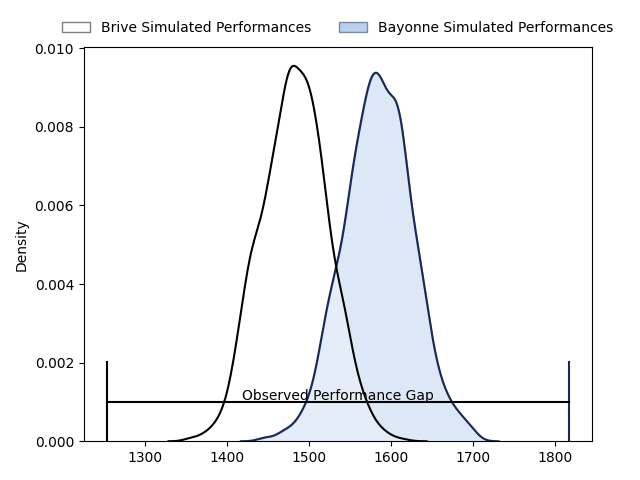 Brive Simulated Performances Bayonne Simulated Performances
0.010
0.008
0.006
0.004
0.002
0.000
Density
Observed Performance Gap
1300 1400 1500 1600 1700 1800